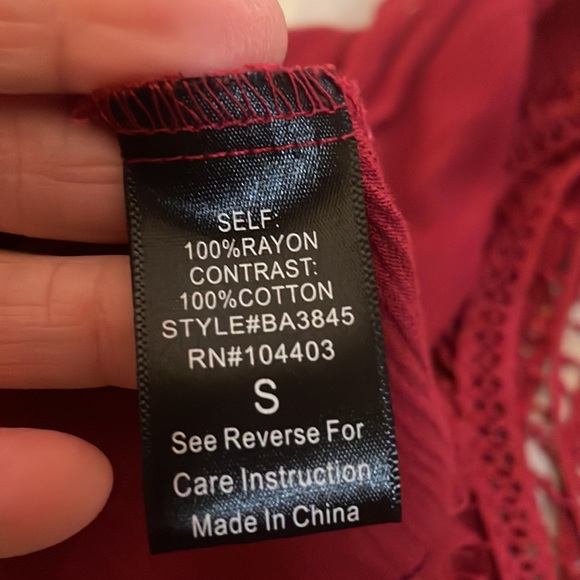 SELF:
100%RAYON
CONTRAST:
100%COTTON
STYLE#BA3845
RN#104403
S
See Reverse For
Care Instruction
Made In China